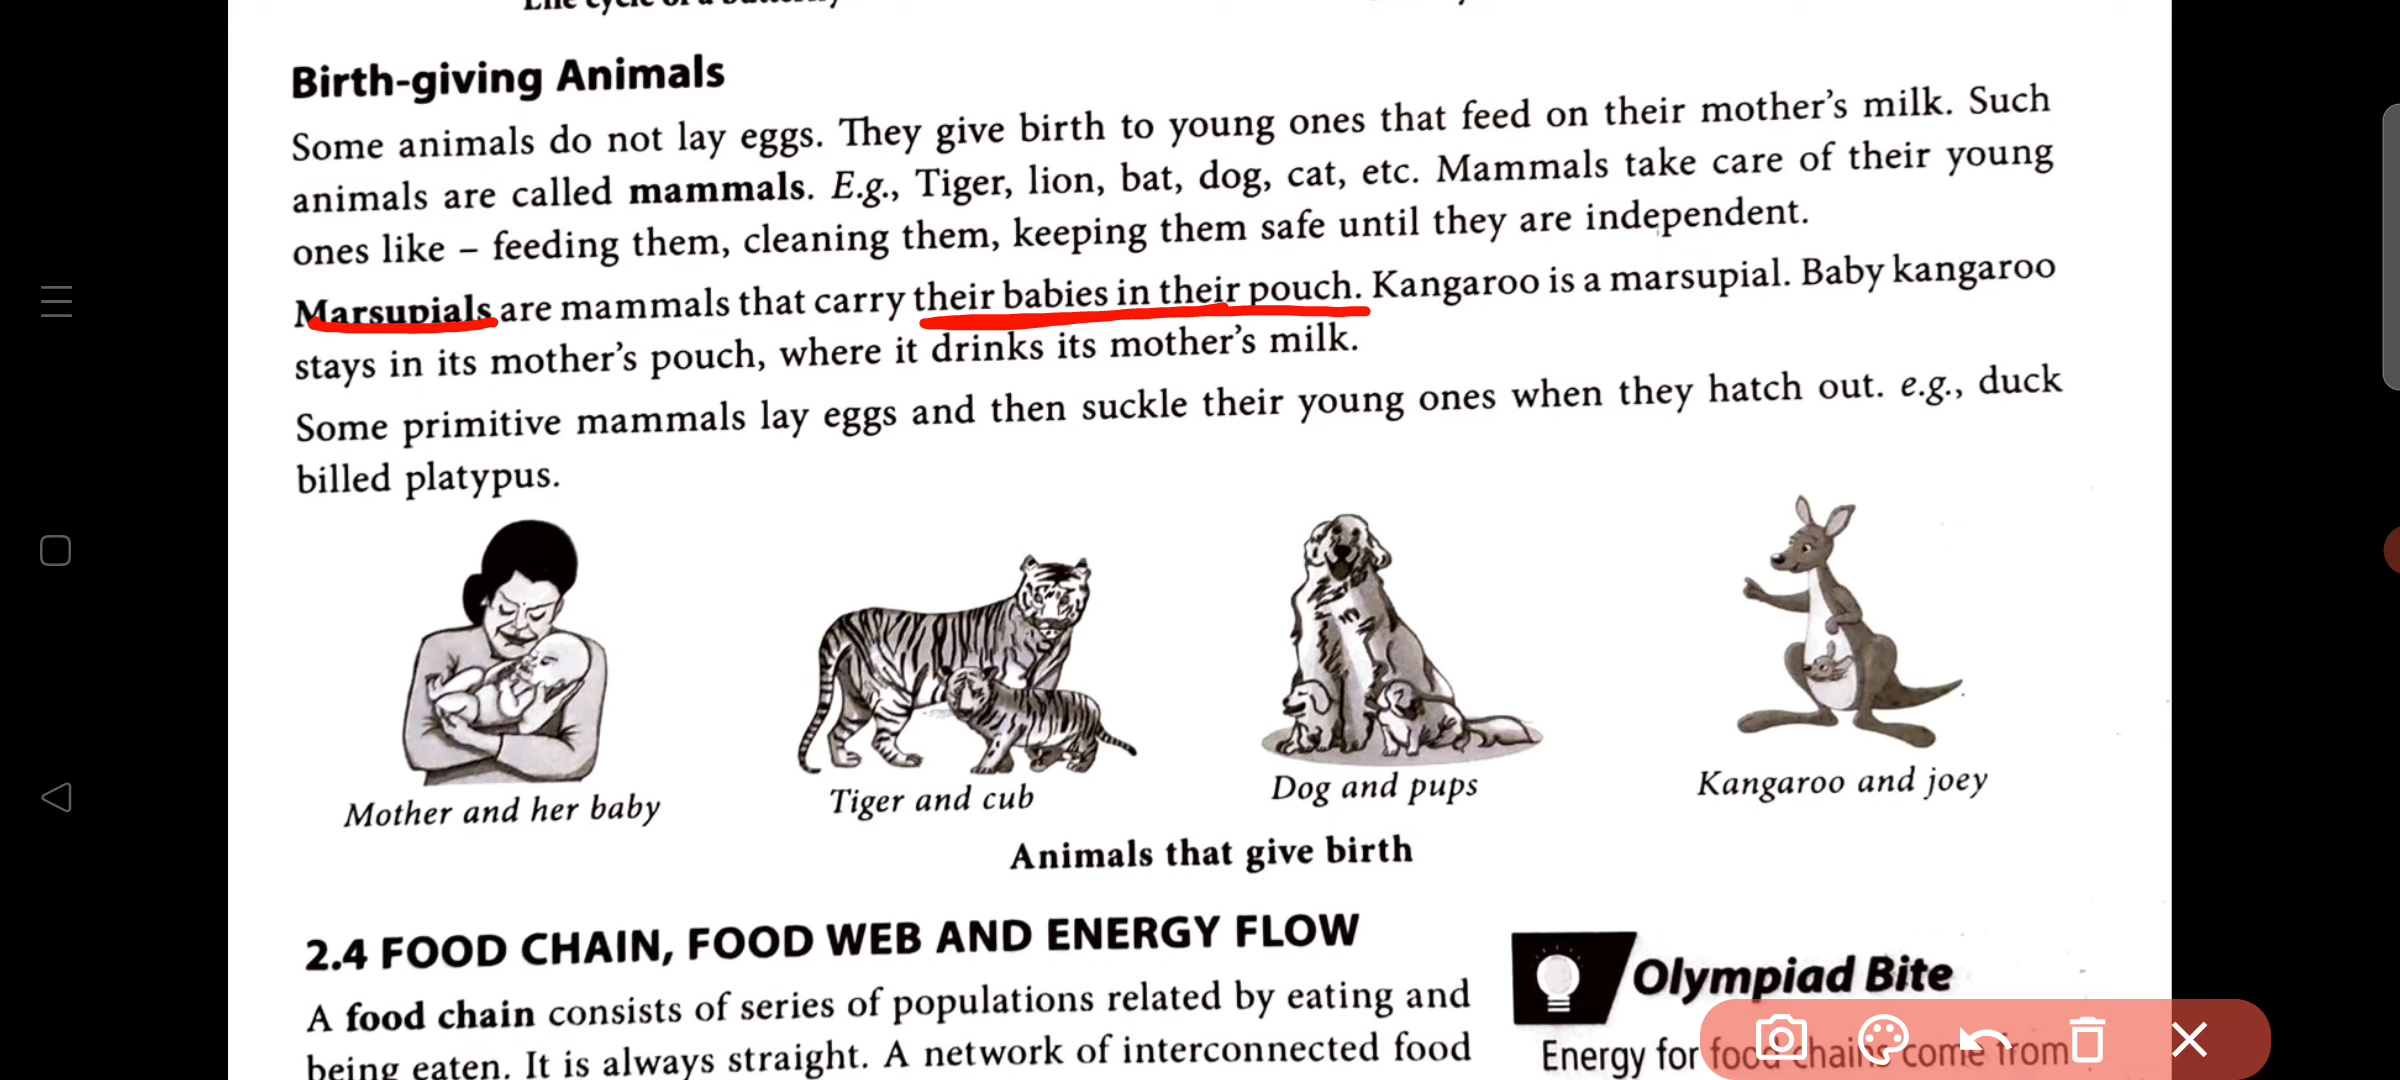 Birth-giving Animals
Some animals do not lay eggs. They give birth to young ones that feed on their mother's milk. Such
animals are called mammals. E.g., Tiger, lion, bat, dog, cat, etc. Mammals take care of their young
ones like – feeding them, cleaning them, keeping them safe until they are independent.
Marsupials are mammals that carry their babies in their pouch. Kangaroo is a marsupial. Baby kangaroo
stays in its mother's pouch, where it drinks its mother's milk.
Some primitive mammals lay eggs and then suckle their young ones when they hatch out. e.g., duck
billed platypus.
Mother and her baby
Tiger and cub
Dog and pups
Kangaroo and joey
Animals that give birth
2.4 FOOD CHAIN, FOOD WEB AND ENERGY FLOW
A food chain consists of series of populations related by eating and
being eaten. It is always straight. A network of interconnected food
Olympiad Bite
Energy for food chains come from